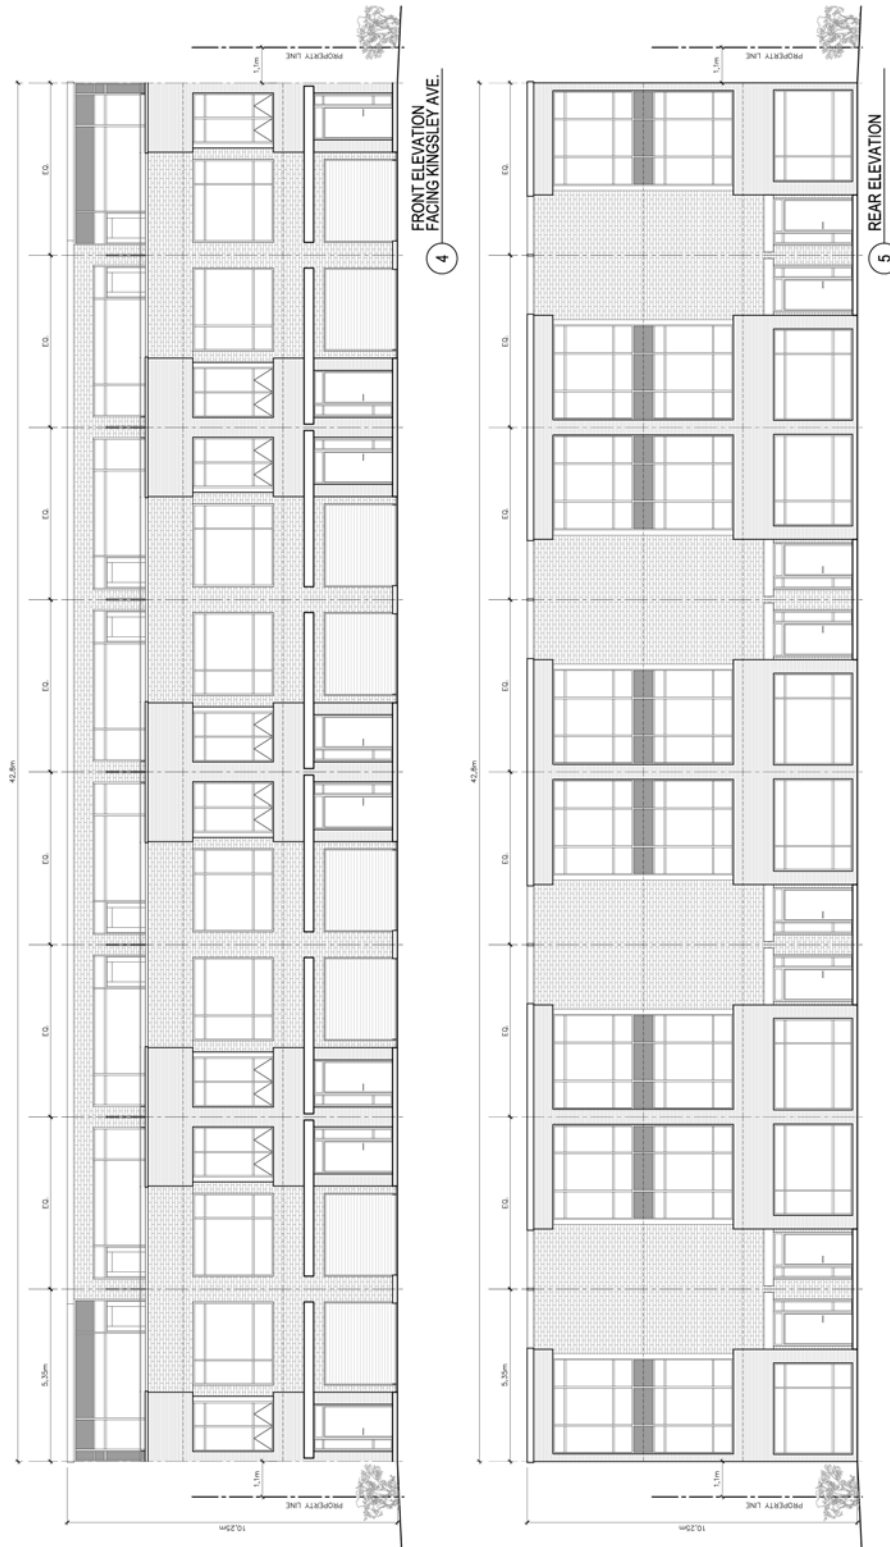 42,8m
5,35m
EQ.
EQ.
EQ.
EQ.
EQ.
EQ.
EQ.
1,1m
1,1m
PROPERTY LINE
PROPERTY LINE
10,25m
4
FRONT ELEVATION
FACING KINGSLEY AVE.
42,8m
5,35m
EQ.
EQ.
EQ.
EQ.
EQ.
EQ.
EQ.
1,1m
1,1m
PROPERTY LINE
PROPERTY LINE
10,25m
5
REAR ELEVATION